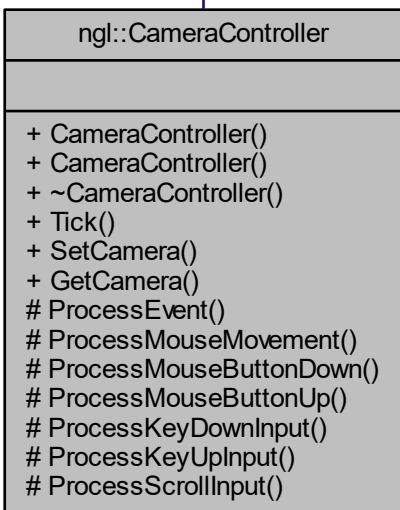 ngl::CameraController
+ CameraController()
+ CameraController()
+ ~CameraController()
+ Tick()
+ SetCamera()
+ GetCamera()
# ProcessEvent()
# ProcessMouseMovement()
# ProcessMouseButtonDown()
# ProcessMouseButtonUp()
# ProcessKeyDownInput()
# ProcessKeyUpInput()
# ProcessScrollInput()